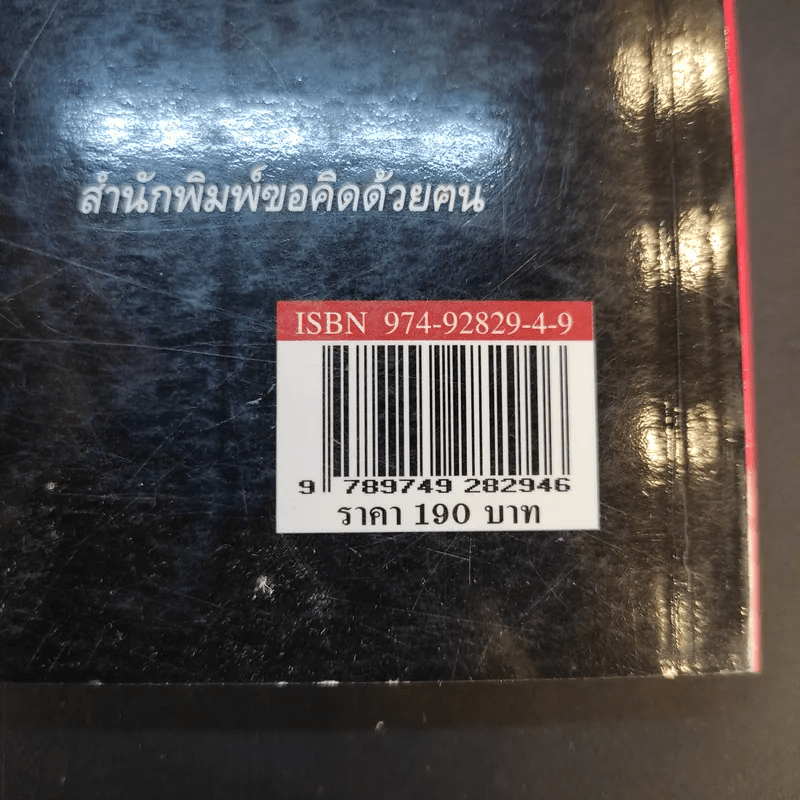 สำนักพิมพ์ขอคิดด้วยฅน
ISBN 974-92829-4-9
9 789749 282946
ราคา 190 บาท